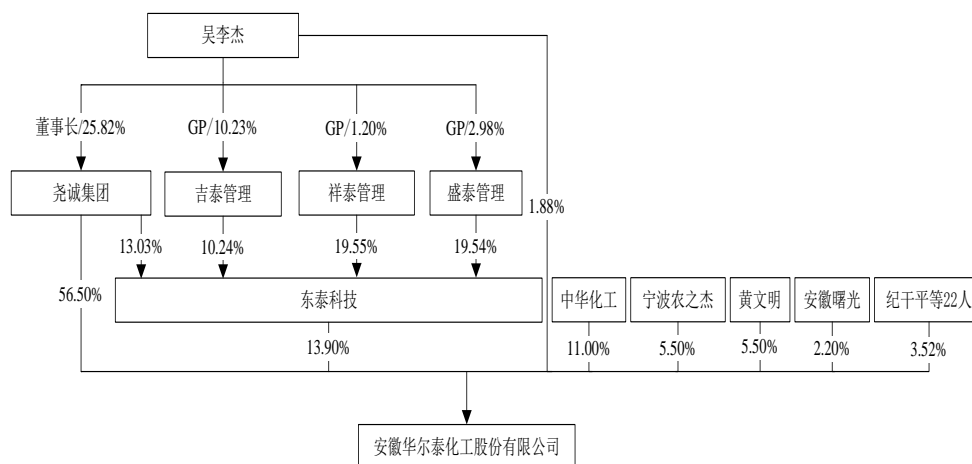 吴李杰
董事长/25.82%
GP/10.23%
GP/1.20%
GP/2.98%
尧诚集团
吉泰管理
祥泰管理
盛泰管理
1.88%
13.03%
10.24%
19.55%
19.54%
56.50%
东泰科技
中华化工
宁波农之杰
黄文明
安徽曙光
纪干平等22人
13.90%
11.00%
5.50%
5.50%
2.20%
3.52%
安徽华尔泰化工股份有限公司